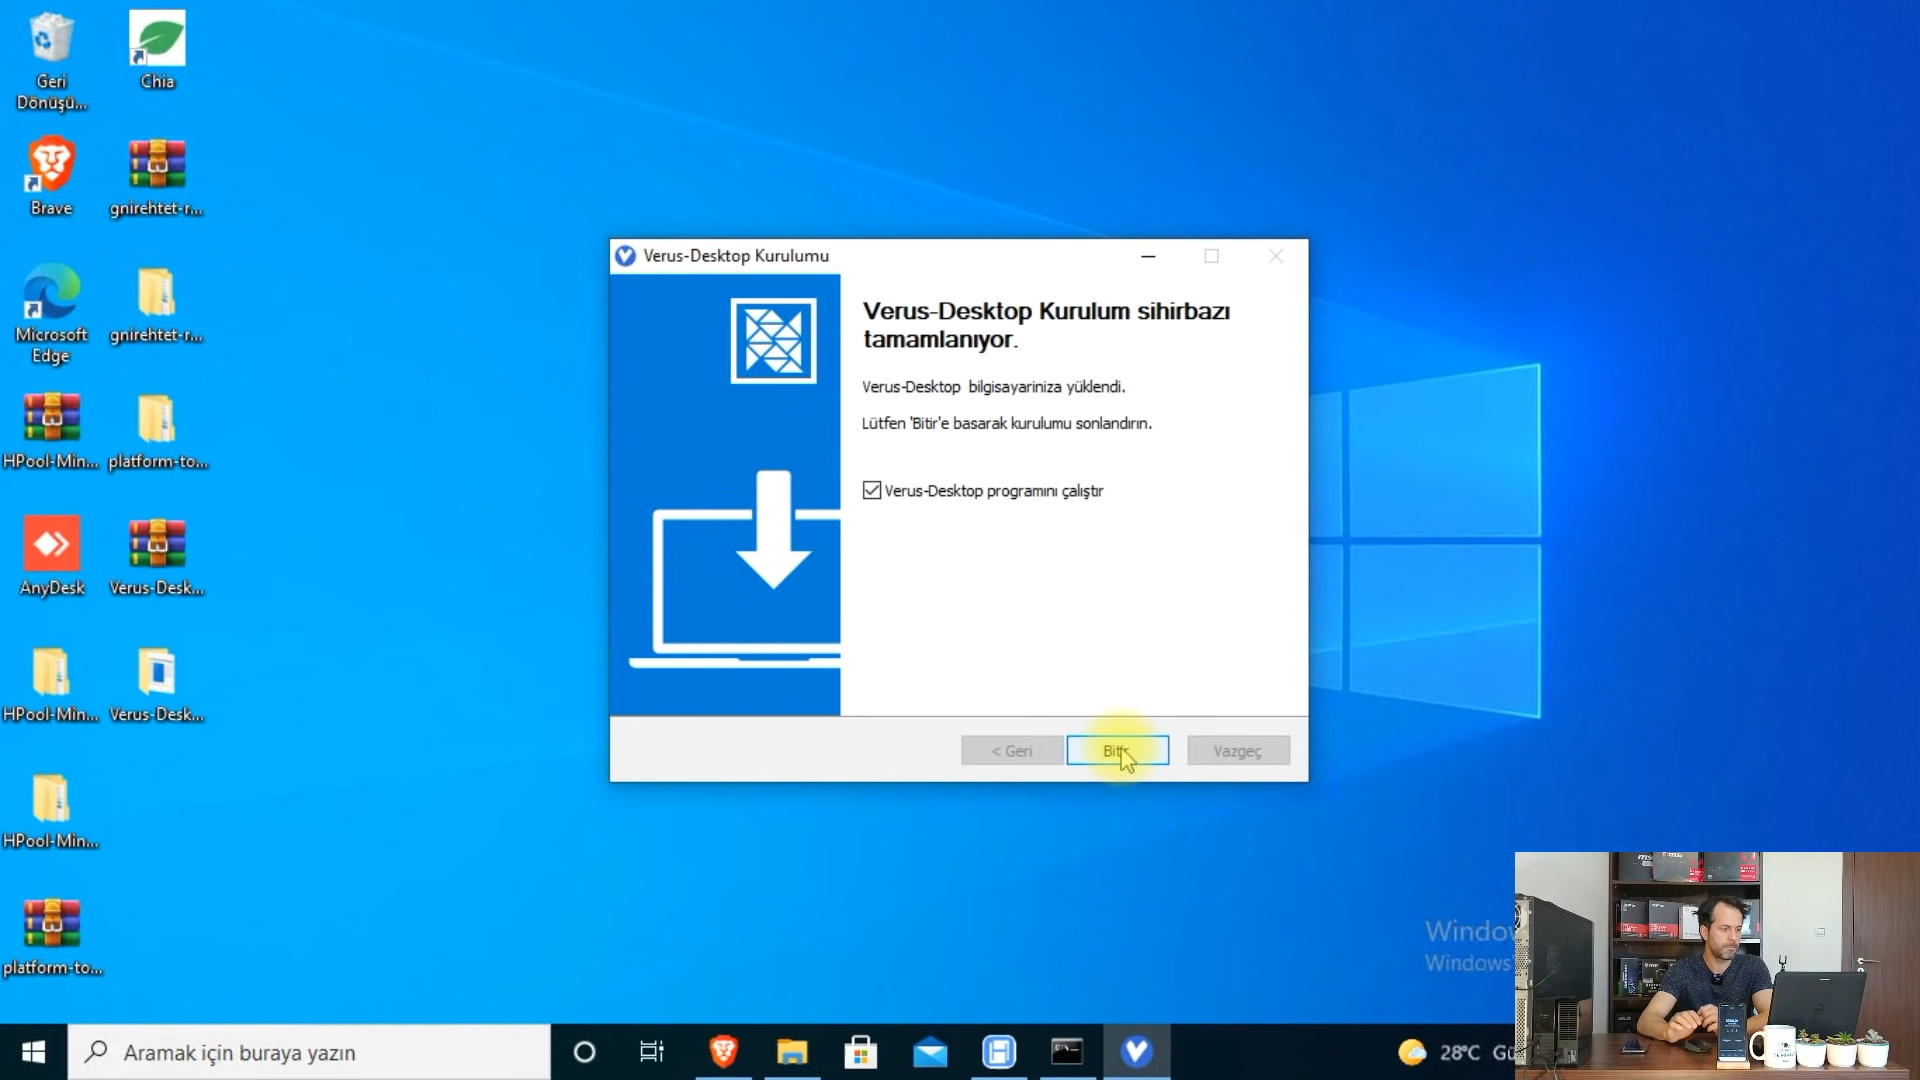 Geri
Dönüşü...
Chia
Brave
gnirehtet-r...
Microsoft
Edge
gnirehtet-r...
HPool-Min...
platform-to...
AnyDesk
Verus-Desk...
HPool-Min...
Verus-Desk...
HPool-Min...
platform-to...
Verus-Desktop Kurulumu
Verus-Desktop Kurulum sihirbazı
tamamlanıyor.
Verus-Desktop bilgisayariniza yüklendi.
Lütfen 'Bitir'e basarak kurulumu sonlandırın.
Verus-Desktop programını çalıştır
< Geri
Bitir
Vazgeç
Windows
Aramak için buraya yazın
28°C